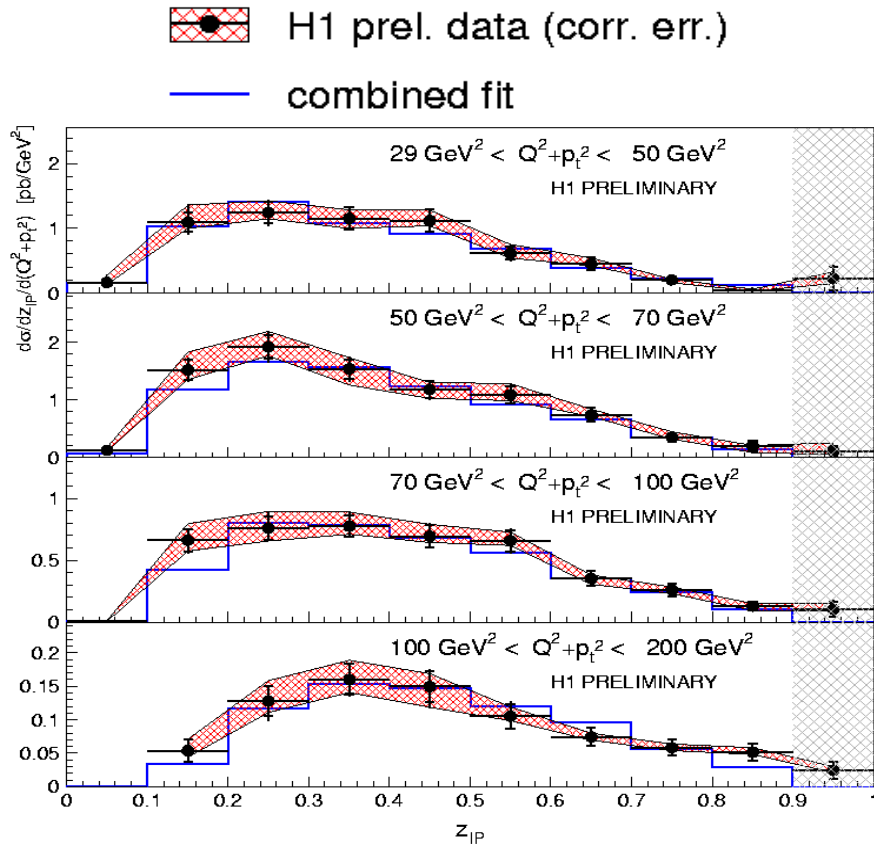 H1 prel. data (corr. err.)
combined fit
dσ/dz_IP/d(Q²+p_t²) [pb/GeV²]
29 GeV² < Q²+p_t² < 50 GeV²
H1 PRELIMINARY
2
1
0
50 GeV² < Q²+p_t² < 70 GeV²
H1 PRELIMINARY
2
1
0
70 GeV² < Q²+p_t² < 100 GeV²
H1 PRELIMINARY
1
0.5
0
100 GeV² < Q²+p_t² < 200 GeV²
H1 PRELIMINARY
0.2
0.15
0.1
0.05
0
0 0.1 0.2 0.3 0.4 0.5 0.6 0.7 0.8 0.9 1
z_IP